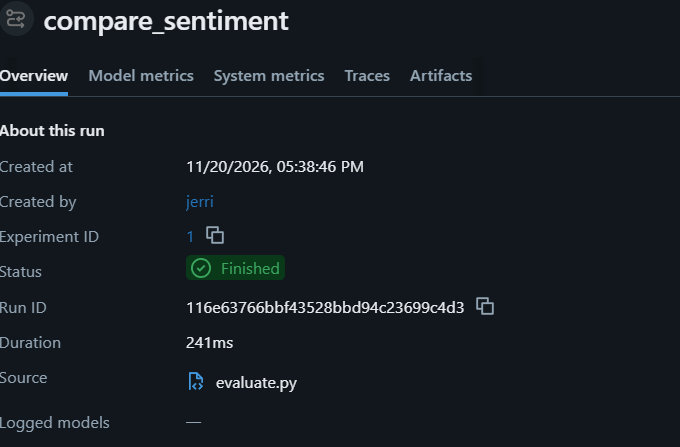 compare_sentiment
Overview Model metrics System metrics Traces Artifacts
About this run
Created at 11/20/2026, 05:38:46 PM
Created by jerri
Experiment ID 1
Status Finished
Run ID 116e63766bbf43528bbd94c23699c4d3
Duration 241ms
Source evaluate.py
Logged models —